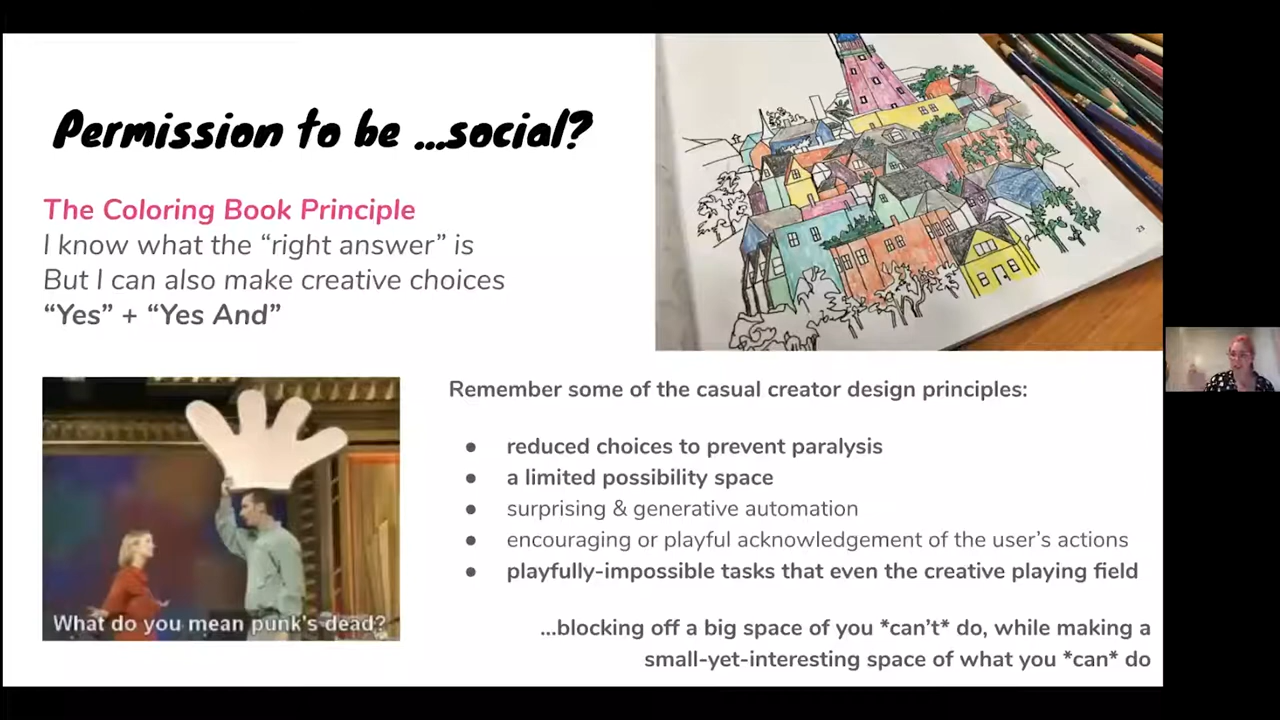 Permission to be ...social?
The Coloring Book Principle
I know what the “right answer” is
But I can also make creative choices
“Yes” + “Yes And”
23
What do you mean punk's dead?
Remember some of the casual creator design principles:
● reduced choices to prevent paralysis
● a limited possibility space
● surprising & generative automation
● encouraging or playful acknowledgement of the user’s actions
● playfully-impossible tasks that even the creative playing field
...blocking off a big space of you *can’t* do, while making a
small-yet-interesting space of what you *can* do